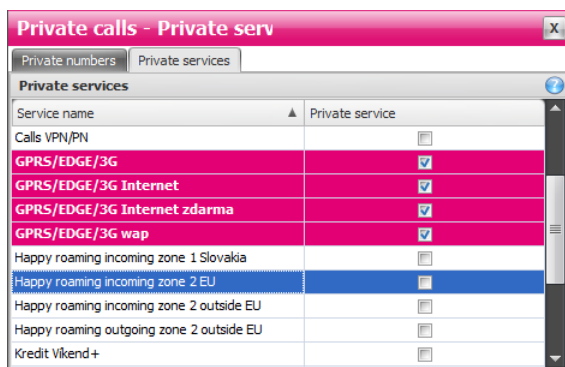 Private calls - Private serv
X
Private numbers Private services
Private services ?
Service name Private service
Calls VPN/PN
GPRS/EDGE/3G
GPRS/EDGE/3G Internet
GPRS/EDGE/3G Internet zdarma
GPRS/EDGE/3G wap
Happy roaming incoming zone 1 Slovakia
Happy roaming incoming zone 2 EU
Happy roaming incoming zone 2 outside EU
Happy roaming outgoing zone 2 outside EU
Kredit Víkend+